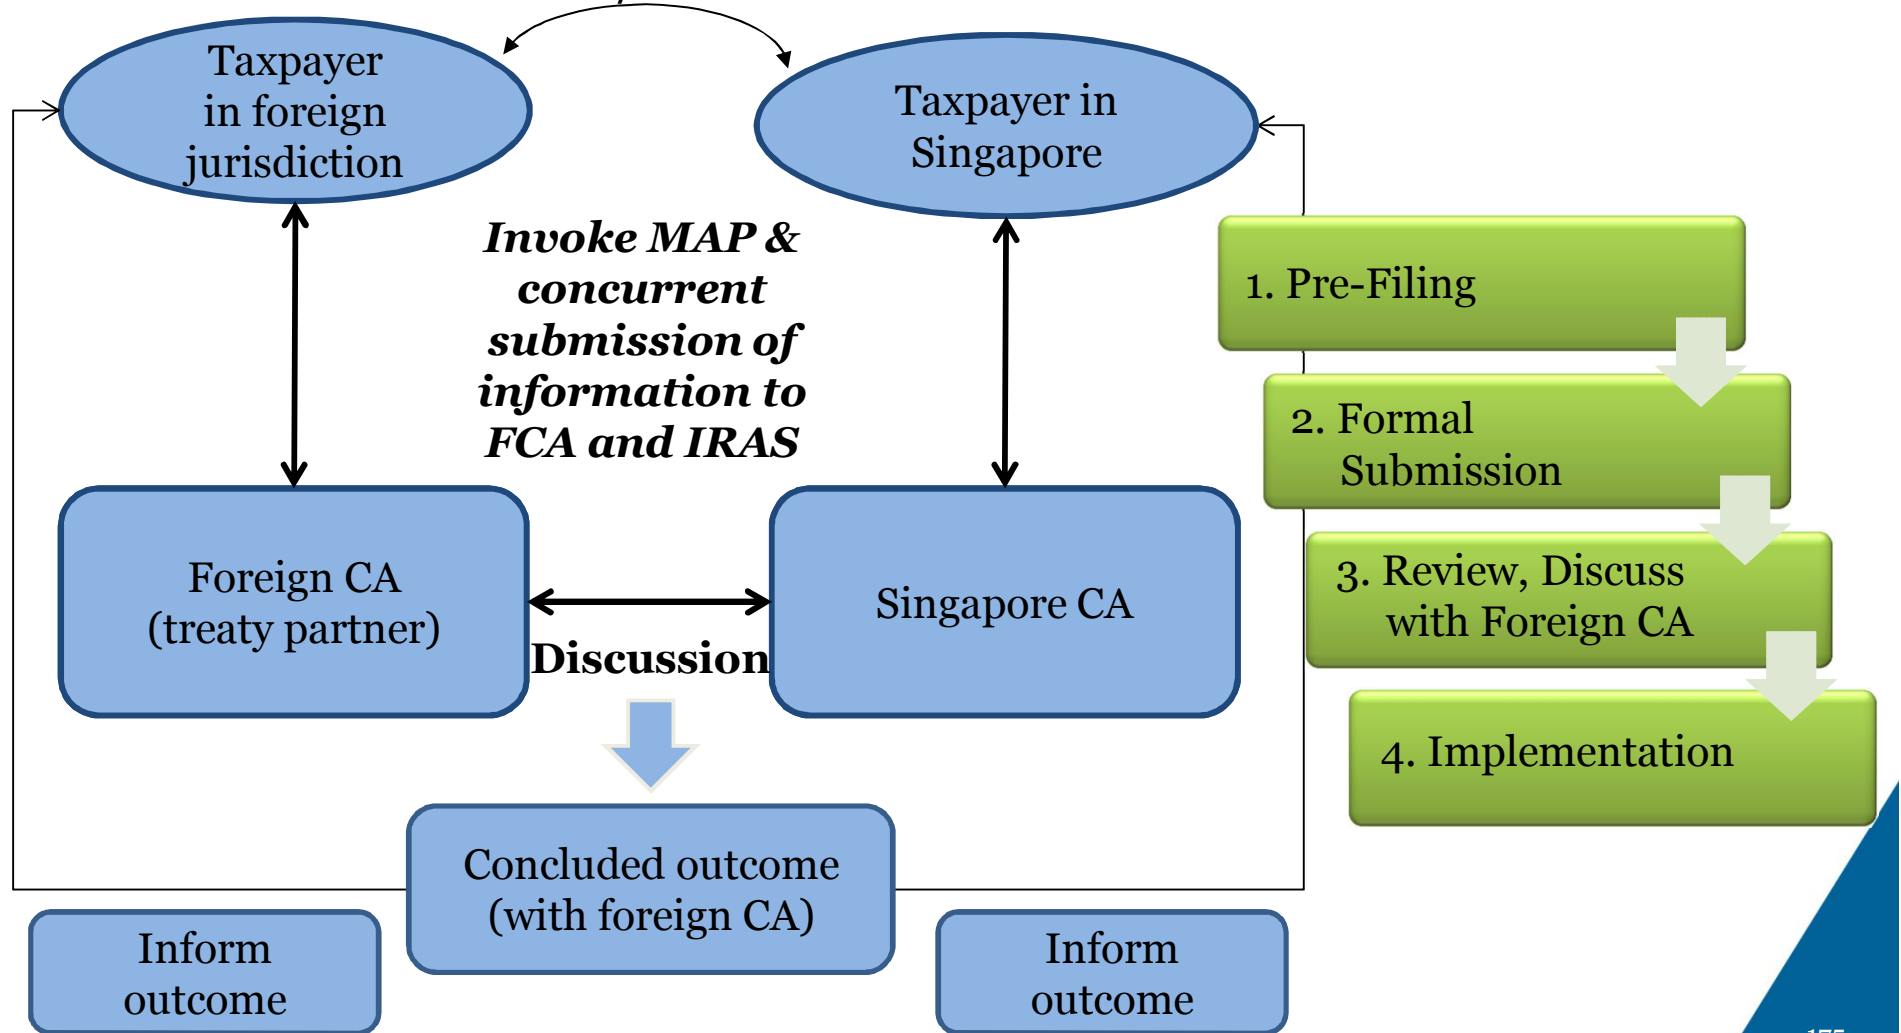 Taxpayer
in foreign
jurisdiction
Taxpayer in
Singapore
Invoke MAP &
concurrent
submission of
information to
FCA and IRAS
Foreign CA
(treaty partner)
Discussion
Singapore CA
Concluded outcome
(with foreign CA)
Inform
outcome
Inform
outcome
1. Pre-Filing
2. Formal
Submission
3. Review, Discuss
with Foreign CA
4. Implementation